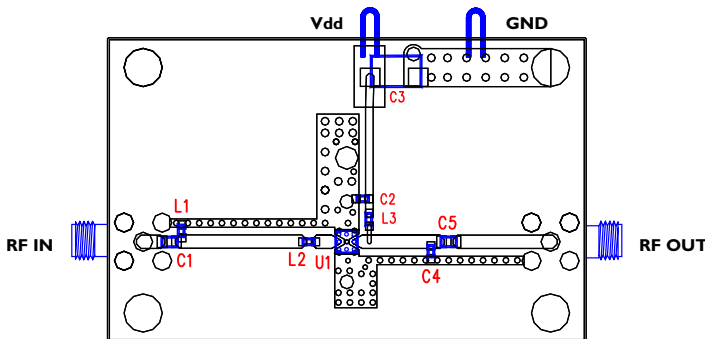 Vdd GND
C3
C2
L1
L3
C5
RF IN
C1
L2
U1
C4
RF OUT